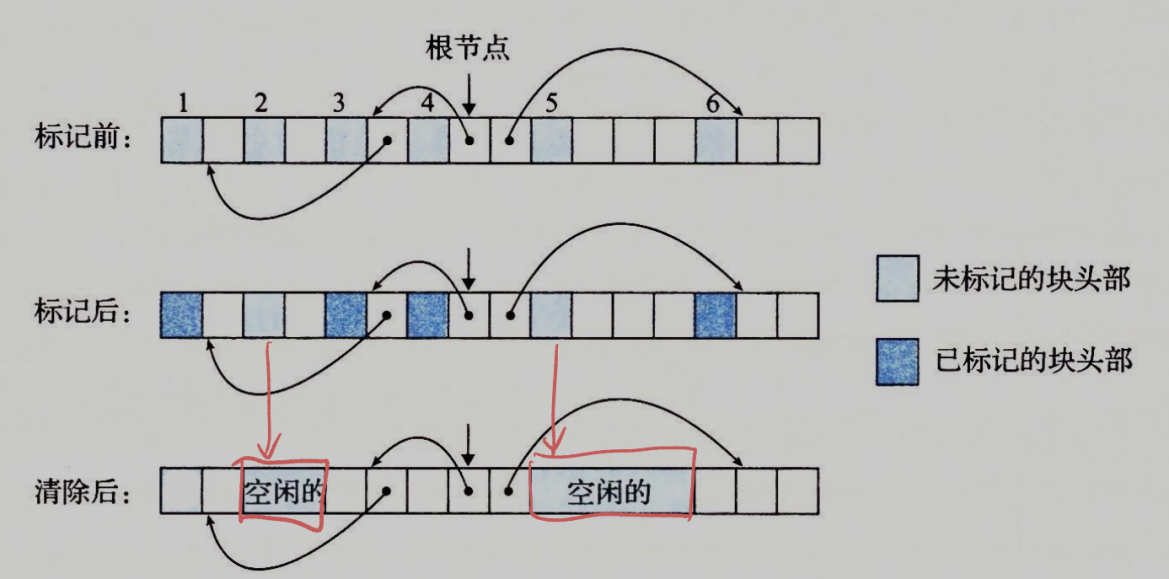 根节点
1 2 3 4 5 6
标记前：
标记后：
未标记的块头部
已标记的块头部
清除后：
空闲的 空闲的